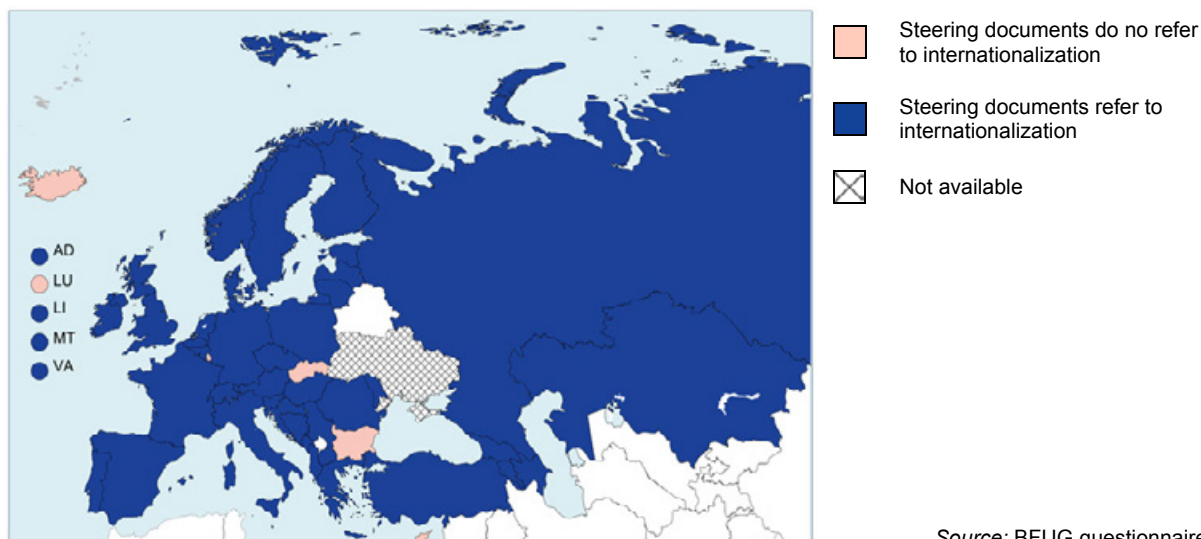 Steering documents do no refer
to internationalization
Steering documents refer to
internationalization
Not available
AD
LU
LI
MT
VA
Source: BFUG questionnaire